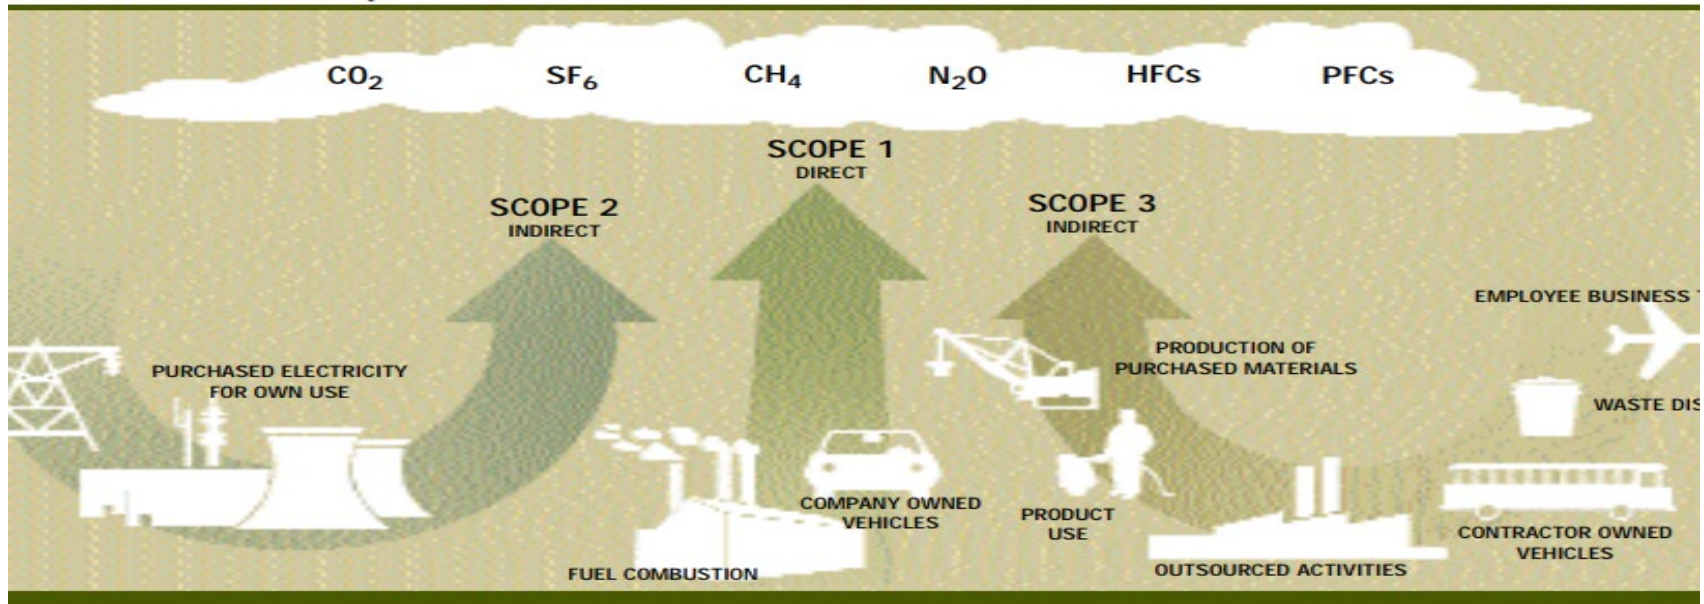 CO₂ SF₆ CH₄ N₂O HFCs PFCs
SCOPE 1
DIRECT
SCOPE 2
INDIRECT
SCOPE 3
INDIRECT
EMPLOYEE BUSINESS
PURCHASED ELECTRICITY
FOR OWN USE
PRODUCTION OF
PURCHASED MATERIALS
WASTE DIS
COMPANY OWNED
VEHICLES
PRODUCT
USE
CONTRACTOR OWNED
VEHICLES
FUEL COMBUSTION
OUTSOURCED ACTIVITIES